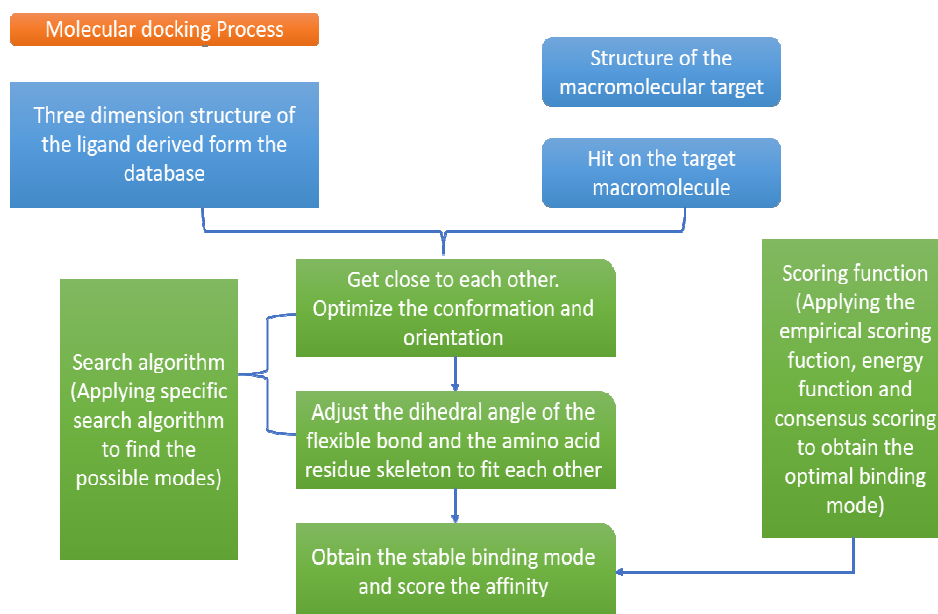 Molecular docking Process
Three dimension structure of
the ligand derived form the
database
Structure of the
macromolecular target
Hit on the target
macromolecule
Get close to each other.
Optimize the conformation and
orientation
Search algorithm
(Applying specific
search algorithm
to find the
possible modes)
Adjust the dihedral angle of the
flexible bond and the amino acid
residue skeleton to fit each other
Scoring function
(Applying the
empirical scoring
fuction, energy
function and
consensus scoring
to obtain the
optimal binding
mode)
Obtain the stable binding mode
and score the affinity